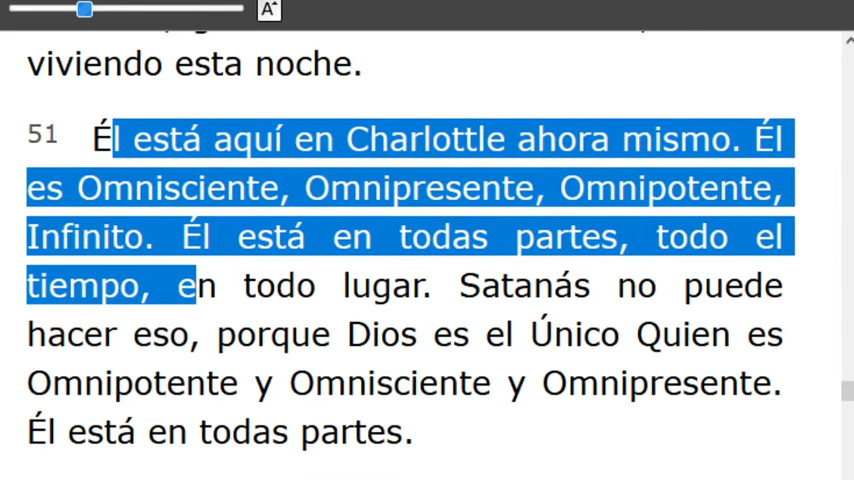 A
viviendo esta noche.
51 Él está aquí en Charlottle ahora mismo. Él
es Omnisciente, Omnipresente, Omnipotente,
Infinito. Él está en todas partes, todo el
tiempo, en todo lugar. Satanás no puede
hacer eso, porque Dios es el Único Quien es
Omnipotente y Omnisciente y Omnipresente.
Él está en todas partes.